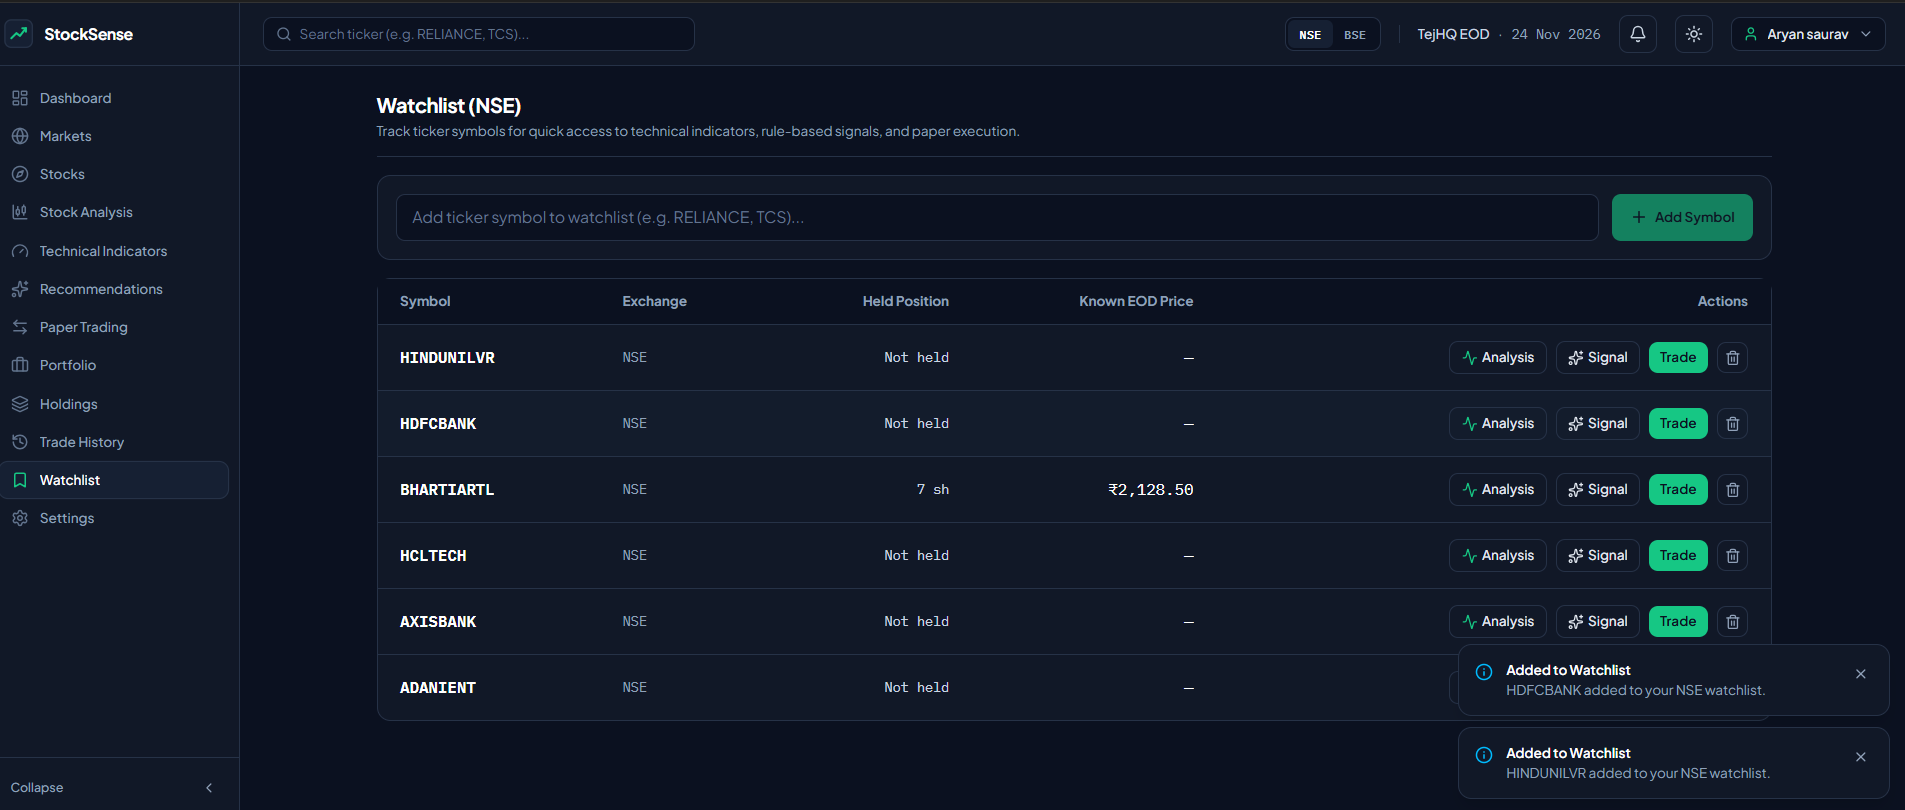 StockSense
Search ticker (e.g. RELIANCE, TCS)...
NSE BSE
TejHQ EOD · 24 Nov 2026
Aryan saurav
Dashboard
Markets
Stocks
Stock Analysis
Technical Indicators
Recommendations
Paper Trading
Portfolio
Holdings
Trade History
Watchlist
Settings
Collapse
Watchlist (NSE)
Track ticker symbols for quick access to technical indicators, rule-based signals, and paper execution.
Add ticker symbol to watchlist (e.g. RELIANCE, TCS)...
Add Symbol
Symbol Exchange Held Position Known EOD Price Actions
HINDUNILVR NSE Not held — Analysis Signal Trade
HDFCBANK NSE Not held — Analysis Signal Trade
BHARTIARTL NSE 7 sh ₹2,128.50 Analysis Signal Trade
HCLTECH NSE Not held — Analysis Signal Trade
AXISBANK NSE Not held — Analysis Signal Trade
ADANIENT NSE Not held —
Added to Watchlist
HDFCBANK added to your NSE watchlist.
Added to Watchlist
HINDUNILVR added to your NSE watchlist.